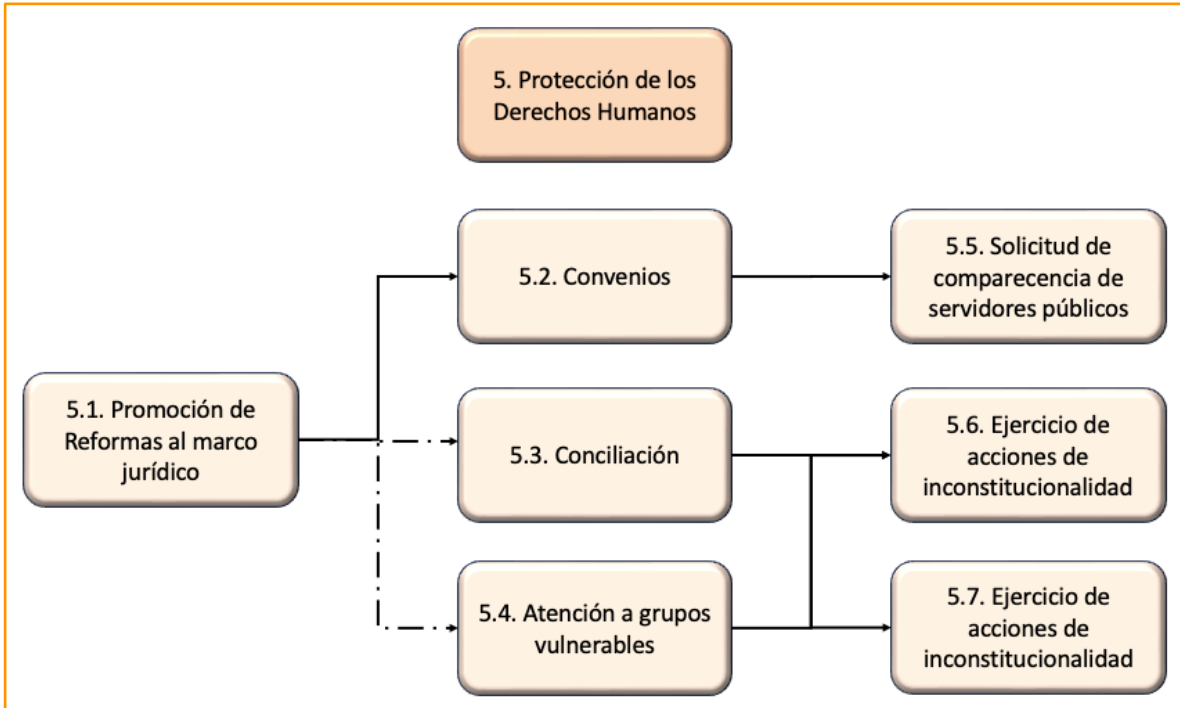 5. Protección de los
Derechos Humanos
5.1. Promoción de
Reformas al marco
jurídico
5.2. Convenios
5.3. Conciliación
5.4. Atención a grupos
vulnerables
5.5. Solicitud de
comparecencia de
servidores públicos
5.6. Ejercicio de
acciones de
inconstitucionalidad
5.7. Ejercicio de
acciones de
inconstitucionalidad